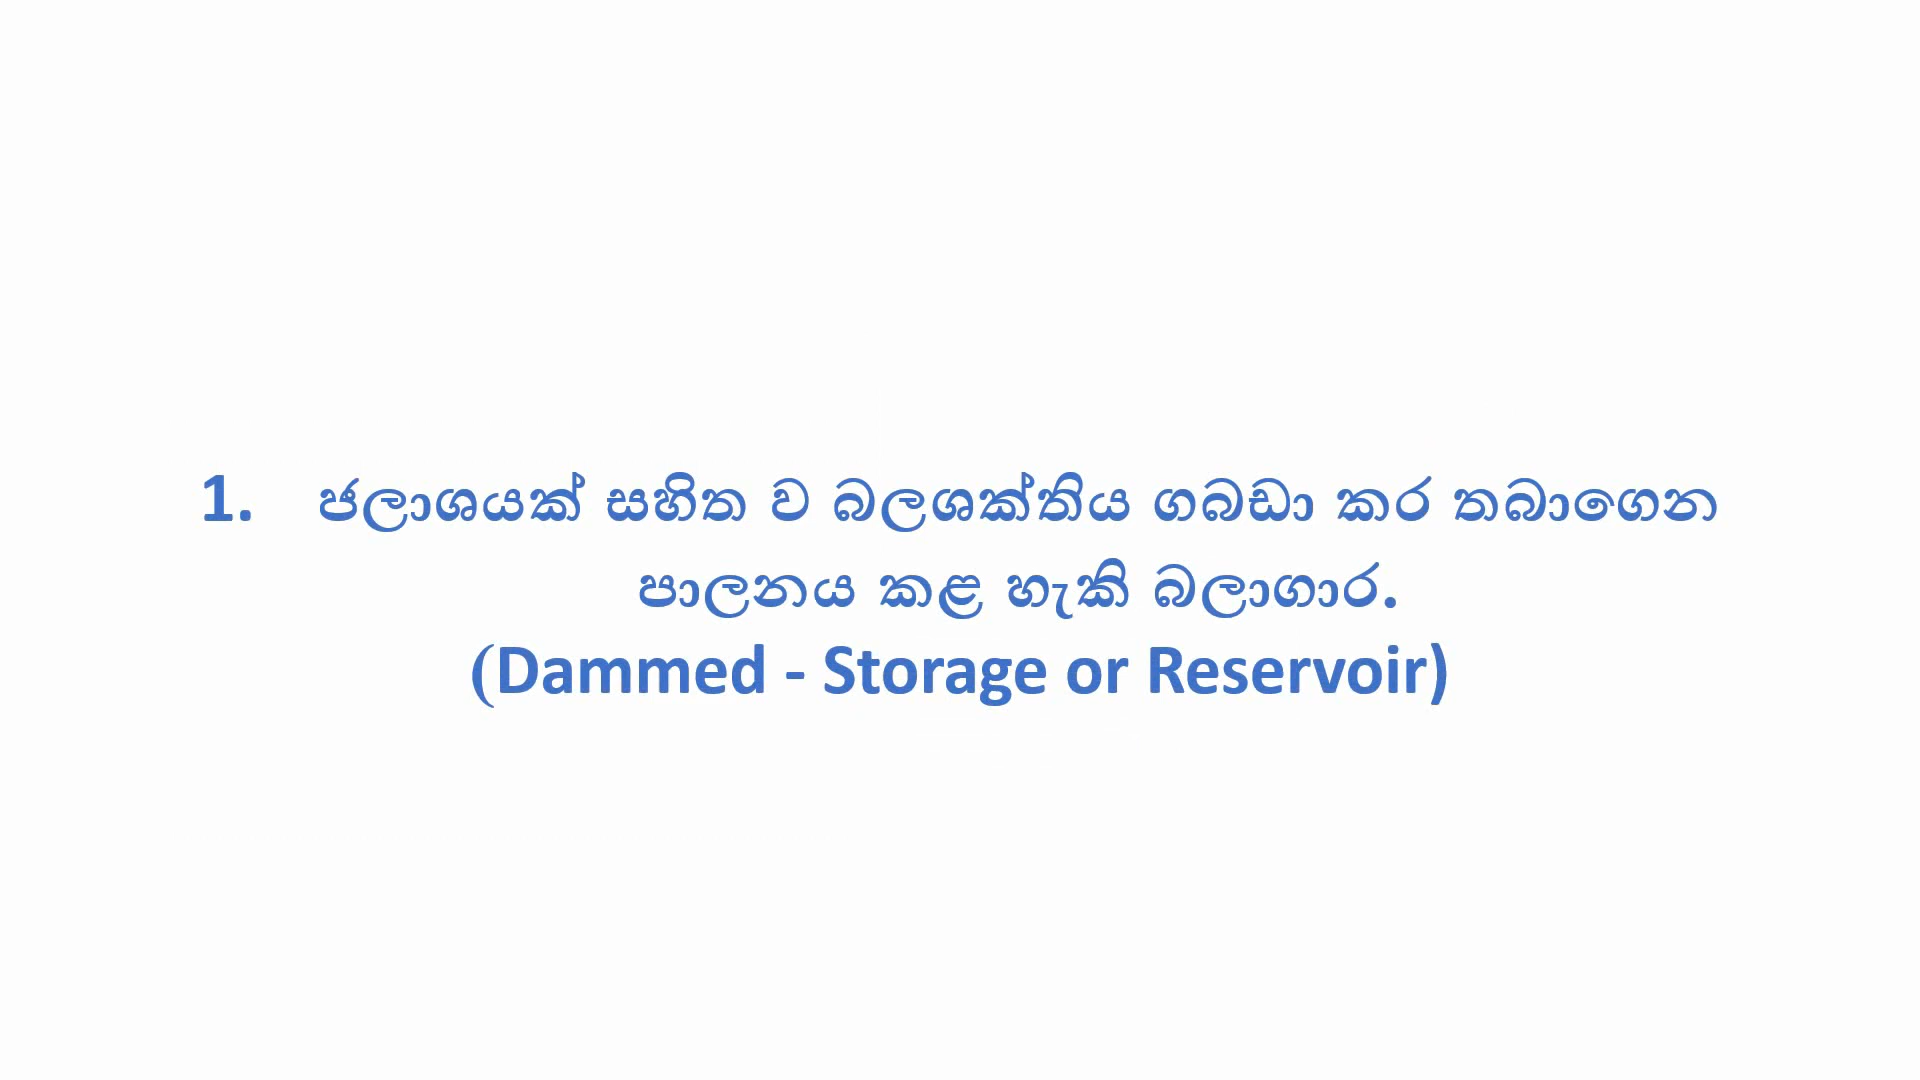 1. ජලාශයක් සහිත ව බලශක්තිය ගබඩා කර තබාගෙන
පාලනය කළ හැකි බලාගාර.
(Dammed - Storage or Reservoir)